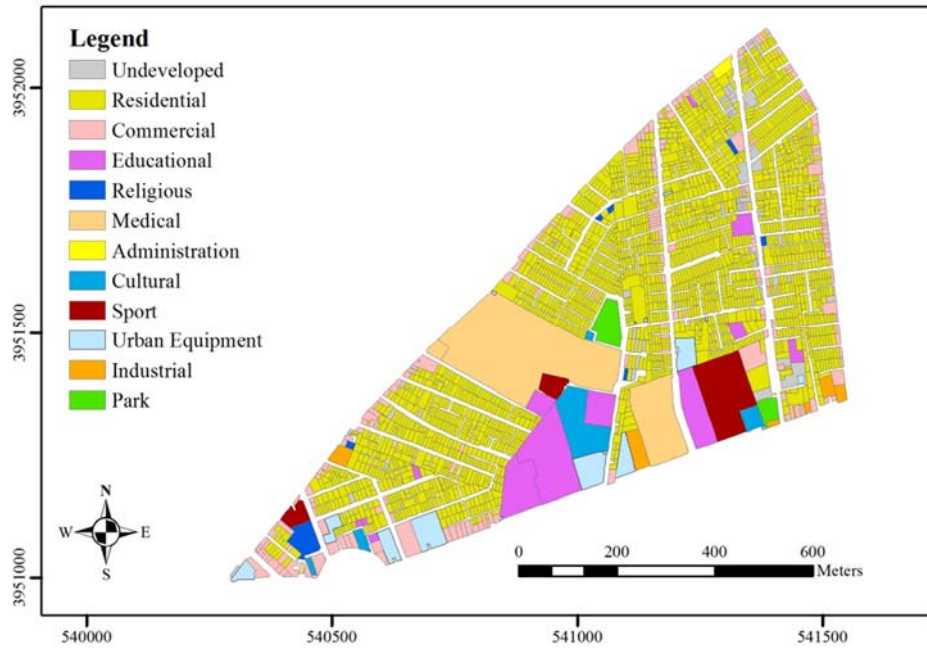 Legend
Undeveloped
Residential
Commercial
Educational
Religious
Medical
Administration
Cultural
Sport
Urban Equipment
Industrial
Park
N
W E
S
0 200 400 600
Meters
3952000
3951500
3951000
540000 540500 541000 541500